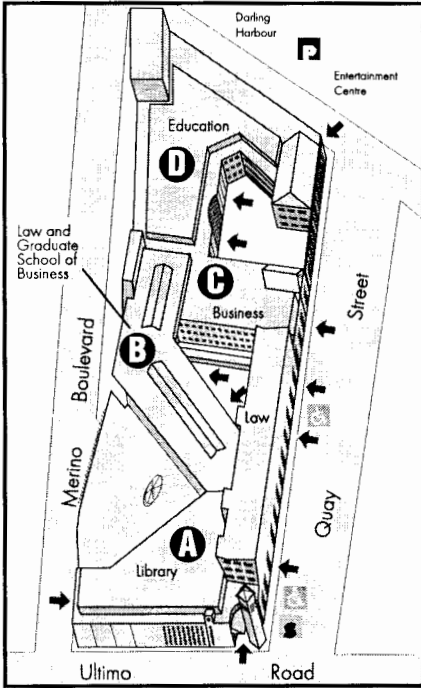 Darling
Harbour
P
Entertainment
Centre
Education
D
Law and
Graduate
School of
Business
C
Business
Street
B
Boulevard
Law
Merino
Quay
A
Library
S
Ultimo Road